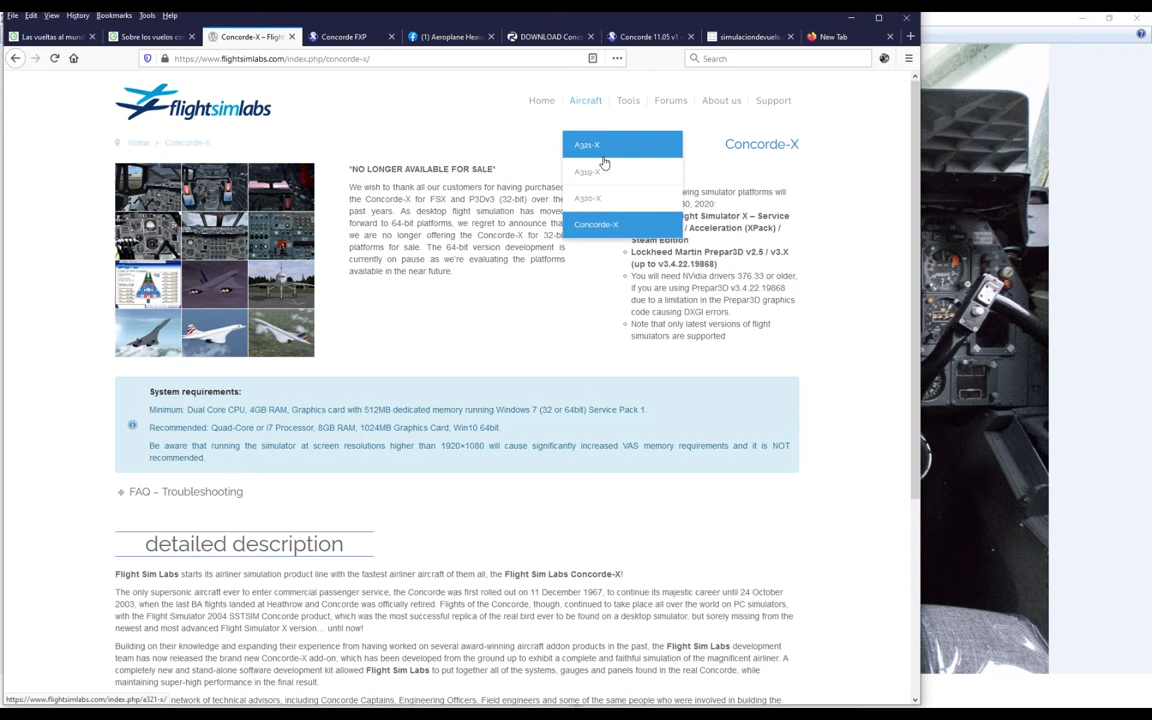 File Edit View History Bookmarks Tools Help
Las vueltas al mun
Sobre los vuelos co
Concorde-X – Flight
Concorde FXP
(1) Aeroplane Heav
DOWNLOAD Conc
Concorde 11.05 v1
simulaciondevuelo
New Tab
https://www.flightsimlabs.com/index.php/concorde-x/
Search
flightsimlabs
Home Aircraft Tools Forums About us Support
Home > Concorde-X
Concorde-X
A321-X
A319-X
A320-X
Concorde-X
*NO LONGER AVAILABLE FOR SALE*
We wish to thank all our customers for having purchased
the Concorde-X for FSX and P3Dv3 (32-bit) over the
past years. As desktop flight simulation has moved
forward to 64-bit platforms, we regret to announce that
we are no longer offering the Concorde-X for 32-bit
platforms for sale. The 64-bit version development is
currently on pause as we're evaluating the platforms
available in the near future.
wing simulator platforms will
30, 2020:
light Simulator X – Service
/ Acceleration (XPack) /
Steam Edition
Lockheed Martin Prepar3D v2.5 / v3.X
(up to v3.4.22.19868)
You will need NVidia drivers 376.33 or older,
if you are using Prepar3D v3.4.22.19868
due to a limitation in the Prepar3D graphics
code causing DXGI errors.
Note that only latest versions of flight
simulators are supported
System requirements:
Minimum: Dual Core CPU, 4GB RAM, Graphics card with 512MB dedicated memory running Windows 7 (32 or 64bit) Service Pack 1.
Recommended: Quad-Core or i7 Processor, 8GB RAM, 1024MB Graphics Card, Win10 64bit.
Be aware that running the simulator at screen resolutions higher than 1920×1080 will cause significantly increased VAS memory requirements and it is NOT
recommended.
FAQ – Troubleshooting
detailed description
Flight Sim Labs starts its airliner simulation product line with the fastest airliner aircraft of them all, the Flight Sim Labs Concorde-X!
The only supersonic aircraft ever to enter commercial passenger service, the Concorde was first rolled out on 11 December 1967, to continue its majestic career until 24 October
2003, when the last BA flights landed at Heathrow and Concorde was officially retired. Flights of the Concorde, though, continued to take place all over the world on PC simulators,
with the Flight Simulator 2004 SSTSIM Concorde product, which was the most successful replica of the real bird ever to be found on a desktop simulator, but sorely missing from the
newest and most advanced Flight Simulator X version… until now!
Building on their knowledge and expanding their experience from having worked on several award-winning aircraft addon products in the past, the Flight Sim Labs development
team has now released the brand new Concorde-X add-on, which has been developed from the ground up to exhibit a complete and faithful simulation of the magnificent airliner. A
completely new and stand-alone software development kit allowed Flight Sim Labs to put together all of the systems, gauges and panels found in the real Concorde, while
maintaining super-high performance in the final result.
network of technical advisors, including Concorde Captains, Engineering Officers, Field engineers and some of the same people who were involved in building the
https://www.flightsimlabs.com/index.php/a321-x/